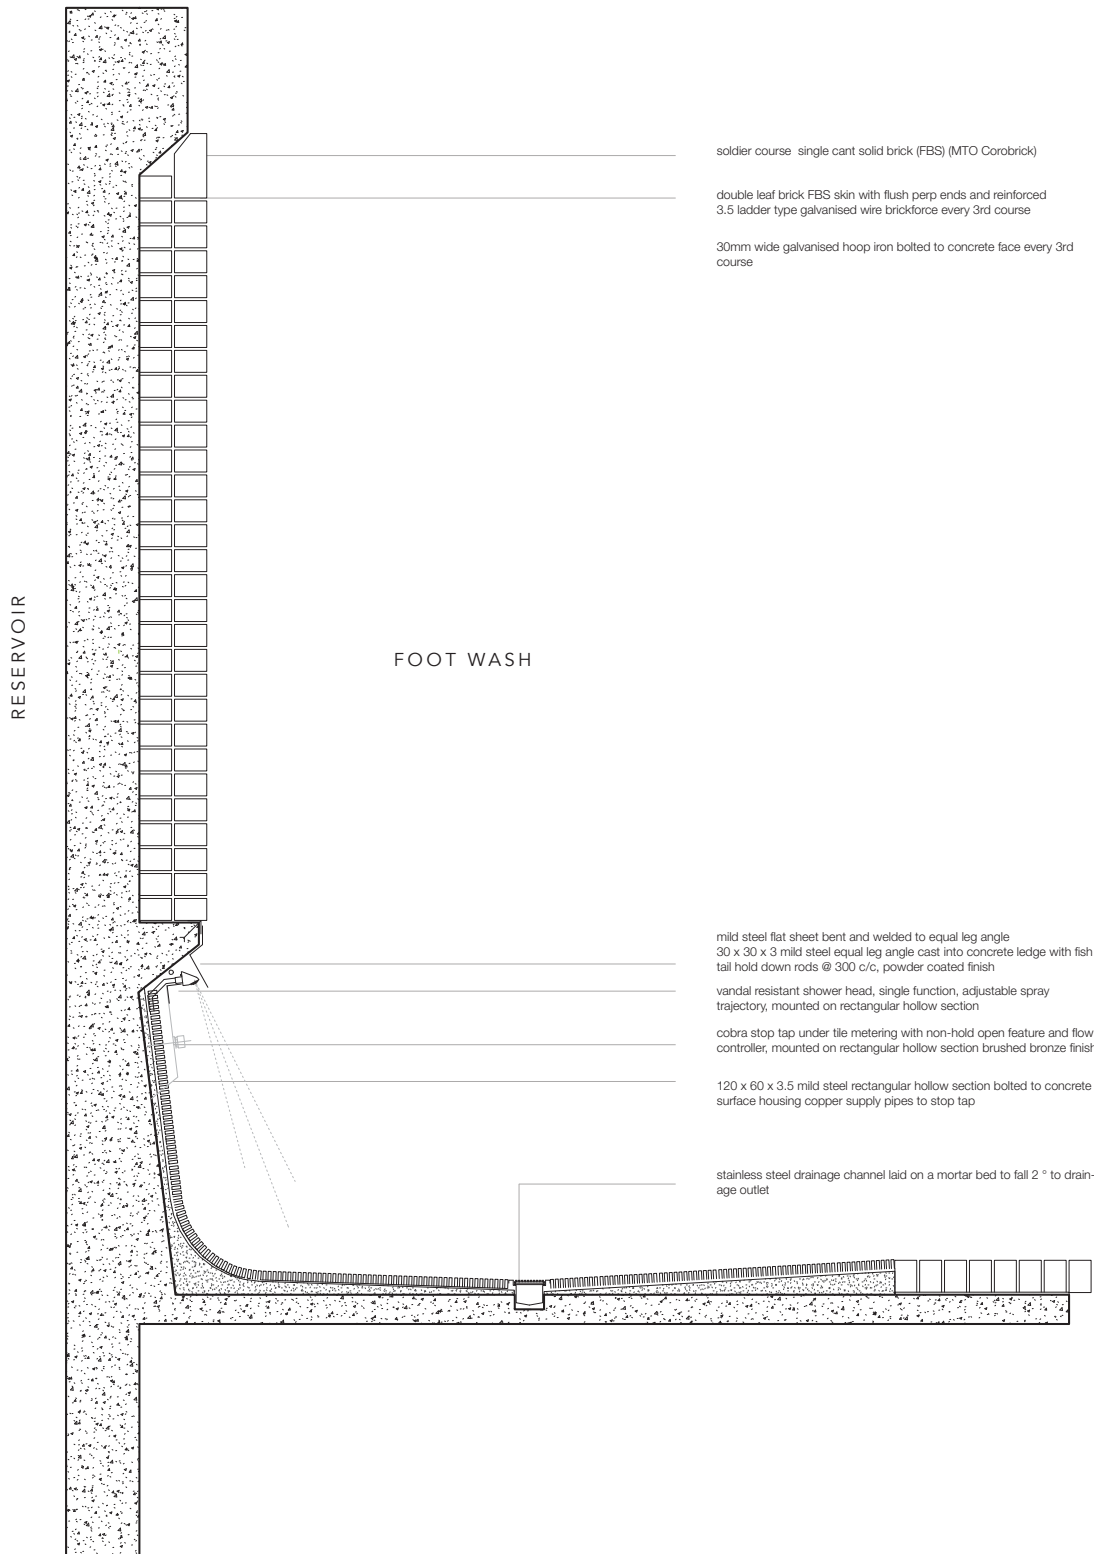 soldier course  single cant solid brick (FBS) (MTO Corobrick)
double leaf brick FBS skin with flush perp ends and reinforced
3.5 ladder type galvanised wire brickforce every 3rd course
30mm wide galvanised hoop iron bolted to concrete face every 3rd
course
RESERVOIR
FOOT WASH
mild steel flat sheet bent and welded to equal leg angle
30 x 30 x 3 mild steel equal leg angle cast into concrete ledge with fish
tail hold down rods @ 300 c/c, powder coated finish
vandal resistant shower head, single function, adjustable spray
trajectory, mounted on rectangular hollow section
cobra stop tap under tile metering with non-hold open feature and flow
controller, mounted on rectangular hollow section brushed bronze finish
120 x 60 x 3.5 mild steel rectangular hollow section bolted to concrete
surface housing copper supply pipes to stop tap
stainless steel drainage channel laid on a mortar bed to fall 2 ° to drain-
age outlet